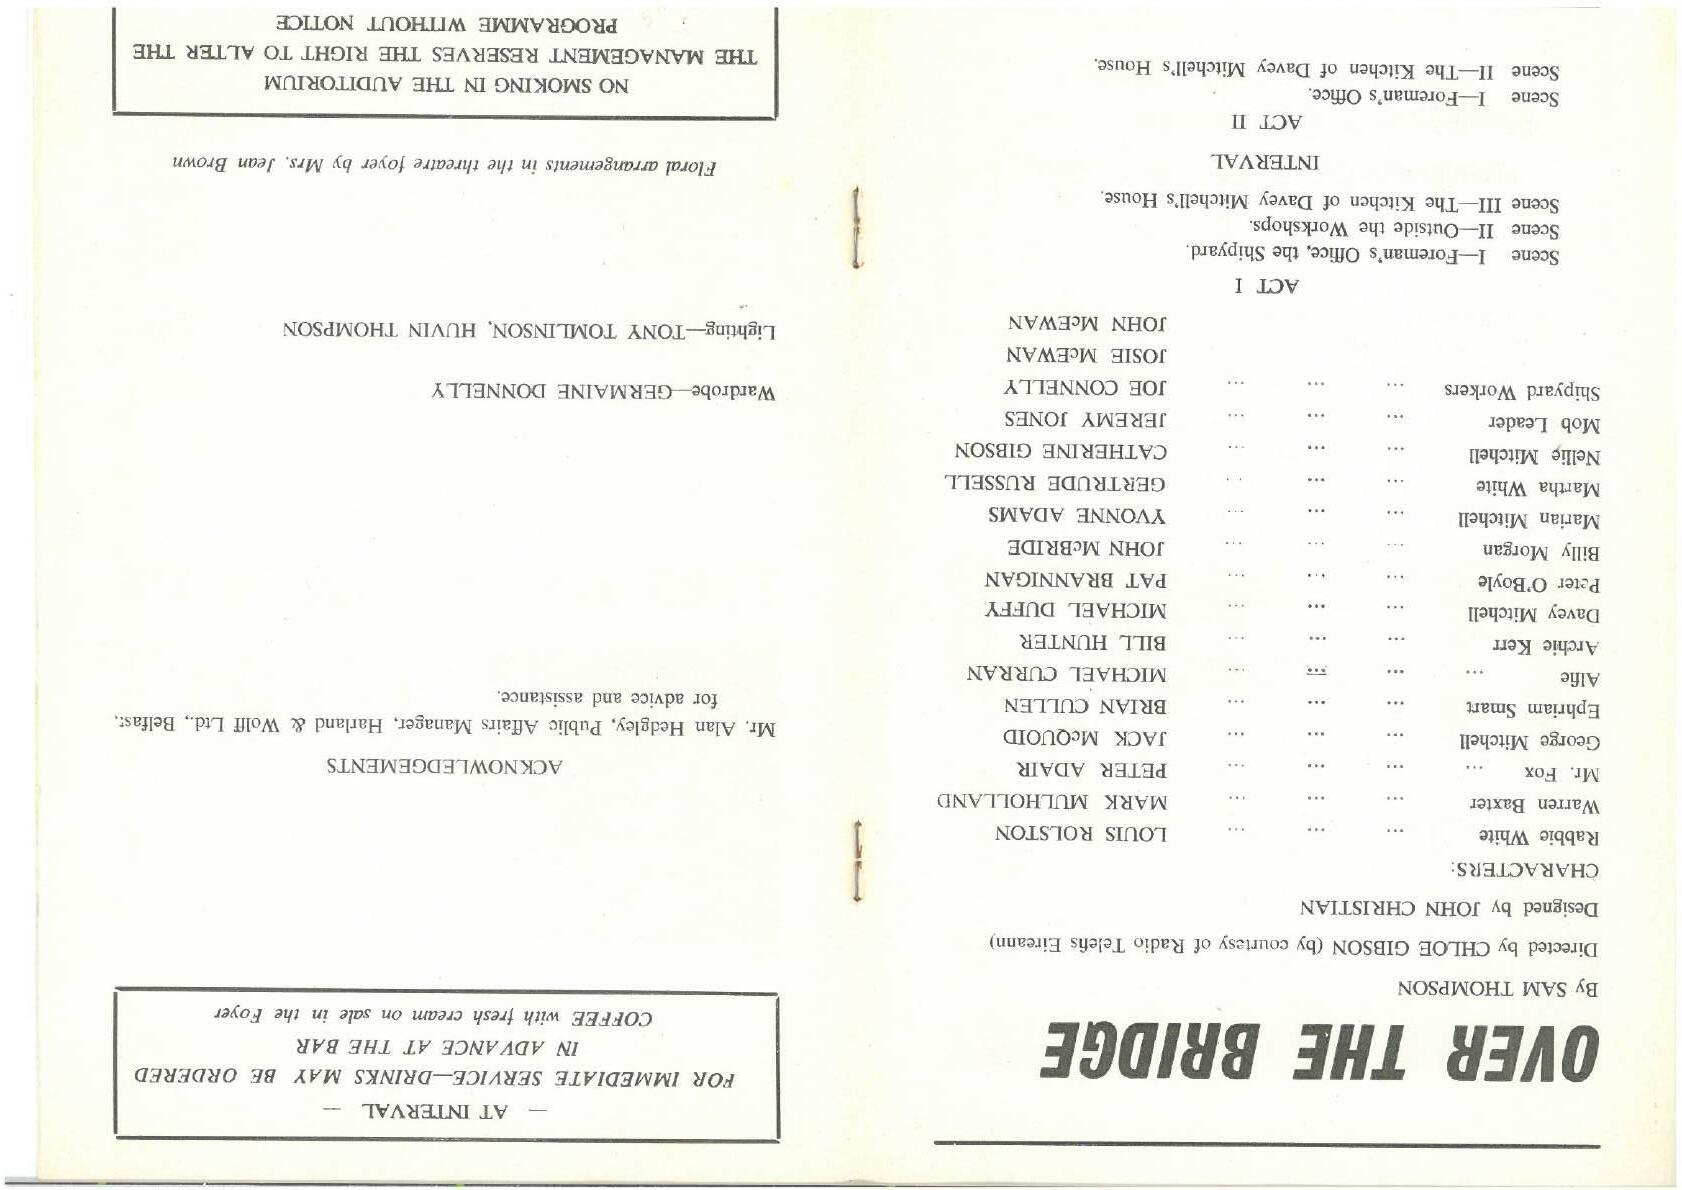 OVER THE BRIDGE
By SAM THOMPSON
Directed by CHLOE GIBSON (by courtesy of Radio Telefis Eireann)
Designed by JOHN CHRISTIAN
CHARACTERS:
Rabbie White ... ... ... LOUIS ROLSTON
Warren Baxter ... ... ... MARK MULHOLLAND
Mr. Fox ... ... ... ... PETER ADAIR
George Mitchell ... ... ... JACK McQUOID
Ephriam Smart ... ... ... BRIAN CULLEN
Alfie ... ... ... ... MICHAEL CURRAN
Archie Kerr ... ... ... BILL HUNTER
Davey Mitchell ... ... ... MICHAEL DUFFY
Peter O'Boyle ... ... ... PAT BRANNIGAN
Billy Morgan ... ... ... JOHN McBRIDE
Marian Mitchell ... ... ... YVONNE ADAMS
Martha White ... ... ... GERTRUDE RUSSELL
Nellie Mitchell ... ... ... CATHERINE GIBSON
Mob Leader ... ... ... JEREMY JONES
Shipyard Workers ... ... ... JOE CONNELLY
JOSIE McEWAN
JOHN McEWAN
ACT I
Scene I—Foreman's Office, the Shipyard.
Scene II—Outside the Workshops.
Scene III—The Kitchen of Davey Mitchell's House.
INTERVAL
ACT II
Scene I—Foreman's Office.
Scene II—The Kitchen of Davey Mitchell's House.
— AT INTERVAL —
FOR IMMEDIATE SERVICE—DRINKS MAY BE ORDERED
IN ADVANCE AT THE BAR
COFFEE with fresh cream on sale in the Foyer
ACKNOWLEDGEMENTS
Mr. Alan Hedgley, Public Affairs Manager, Harland & Wolff Ltd., Belfast,
for advice and assistance.
Wardrobe—GERMAINE DONNELLY
Lighting—TONY TOMLINSON, HUVIN THOMPSON
Floral arrangements in the threatre foyer by Mrs. Jean Brown
NO SMOKING IN THE AUDITORIUM
THE MANAGEMENT RESERVES THE RIGHT TO ALTER THE
PROGRAMME WITHOUT NOTICE